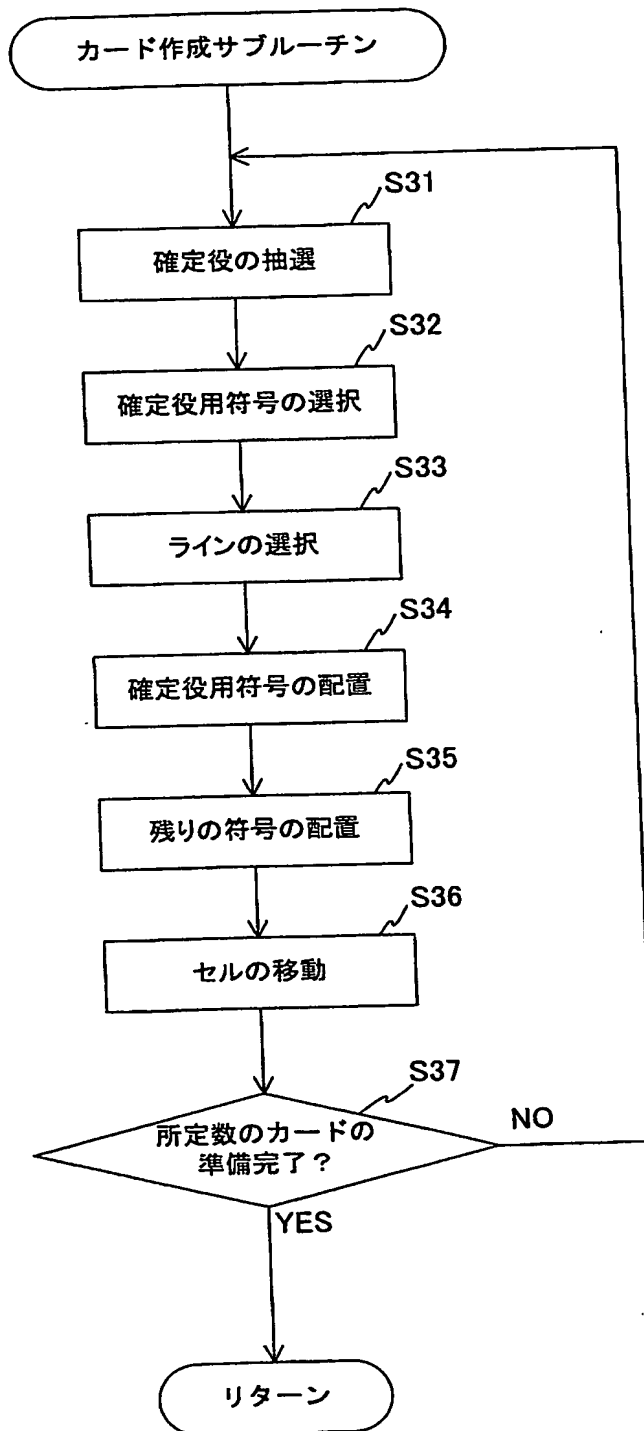 カード作成サブルーチン
S31
確定役の抽選
S32
確定役用符号の選択
S33
ラインの選択
S34
確定役用符号の配置
S35
残りの符号の配置
S36
セルの移動
S37
所定数のカードの
準備完了？
NO
YES
リターン